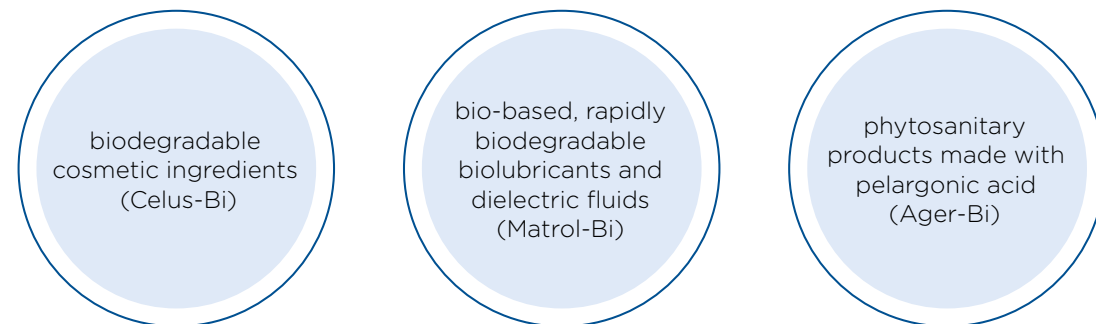 biodegradable
cosmetic ingredients
(Celus-Bi)
bio-based, rapidly
biodegradable
biolubricants and
dielectric fluids
(Matrol-Bi)
phytosanitary
products made with
pelargonic acid
(Ager-Bi)